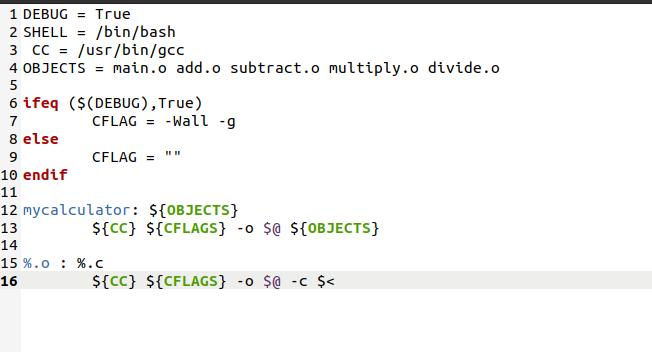 1 DEBUG = True
2 SHELL = /bin/bash
3  CC = /usr/bin/gcc
4 OBJECTS = main.o add.o subtract.o multiply.o divide.o
5
6 ifeq ($(DEBUG),True)
7         CFLAG = -Wall -g
8 else
9         CFLAG = ""
10 endif
11
12 mycalculator: ${OBJECTS}
13         ${CC} ${CFLAGS} -o $@ ${OBJECTS}
14
15 %.o : %.c
16         ${CC} ${CFLAGS} -o $@ -c $<